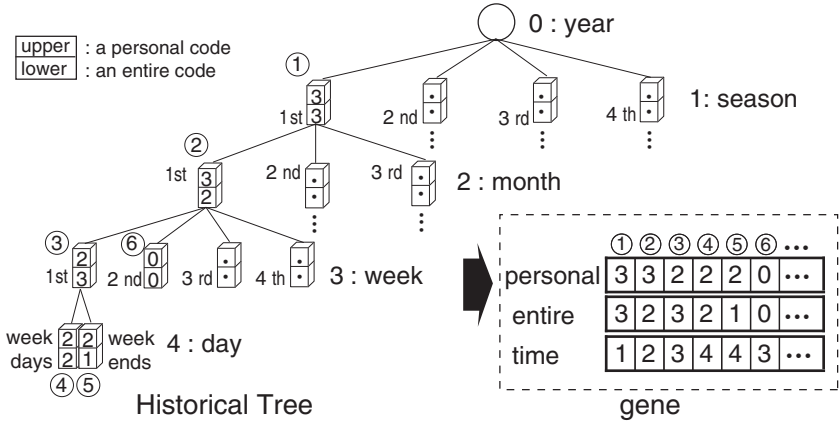 0 : year
upper : a personal code
lower : an entire code
①
3
3
1st
2 nd
3 rd
4 th
1: season
②
3
2
1st
2 nd
3 rd
2 : month
③
2
3
1st
⑥
0
0
2 nd
3 rd
4 th
3 : week
week 2 2 week
days 2 1 ends
4 : day
④ ⑤
Historical Tree
① ② ③ ④ ⑤ ⑥ •••
personal 3 3 2 2 2 0 •••
entire 3 2 3 2 1 0 •••
time 1 2 3 4 4 3 •••
gene